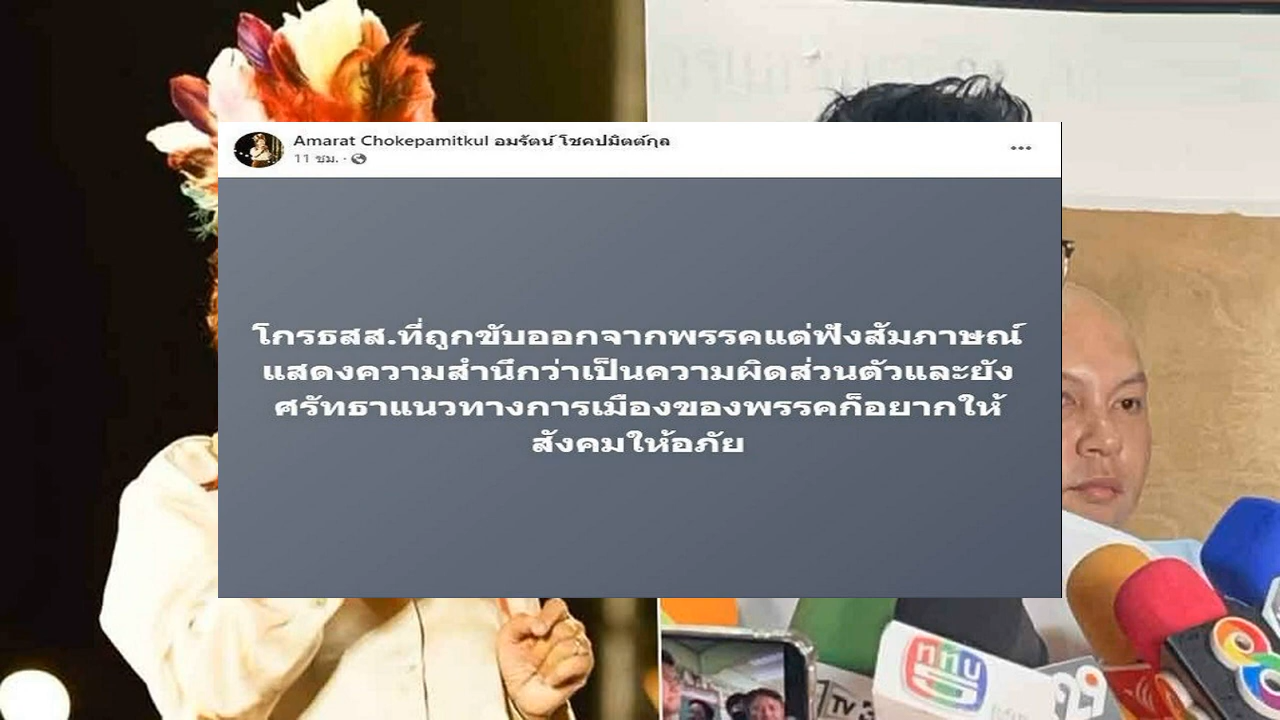 Amarat Chokepamitkul อมรัตน์ โชคปมิตต์กุล
11 ชม. ·
โกรธสส.ที่ถูกขับออกจากพรรคแต่ฟังสัมภาษณ์
แสดงความสำนึกว่าเป็นความผิดส่วนตัวและยัง
ศรัทธาแนวทางการเมืองของพรรคก็อยากให้
สังคมให้อภัย
TV
29
8